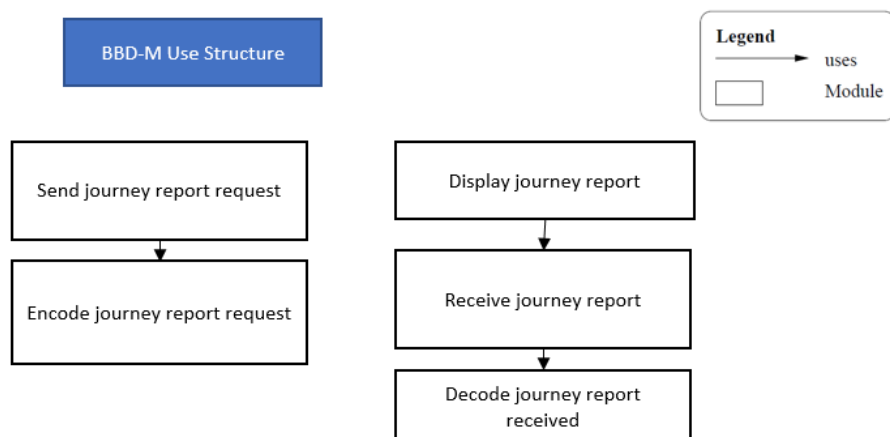 BBD-M Use Structure
Legend
uses
Module
Send journey report request
Display journey report
Encode journey report request
Receive journey report
Decode journey report
received